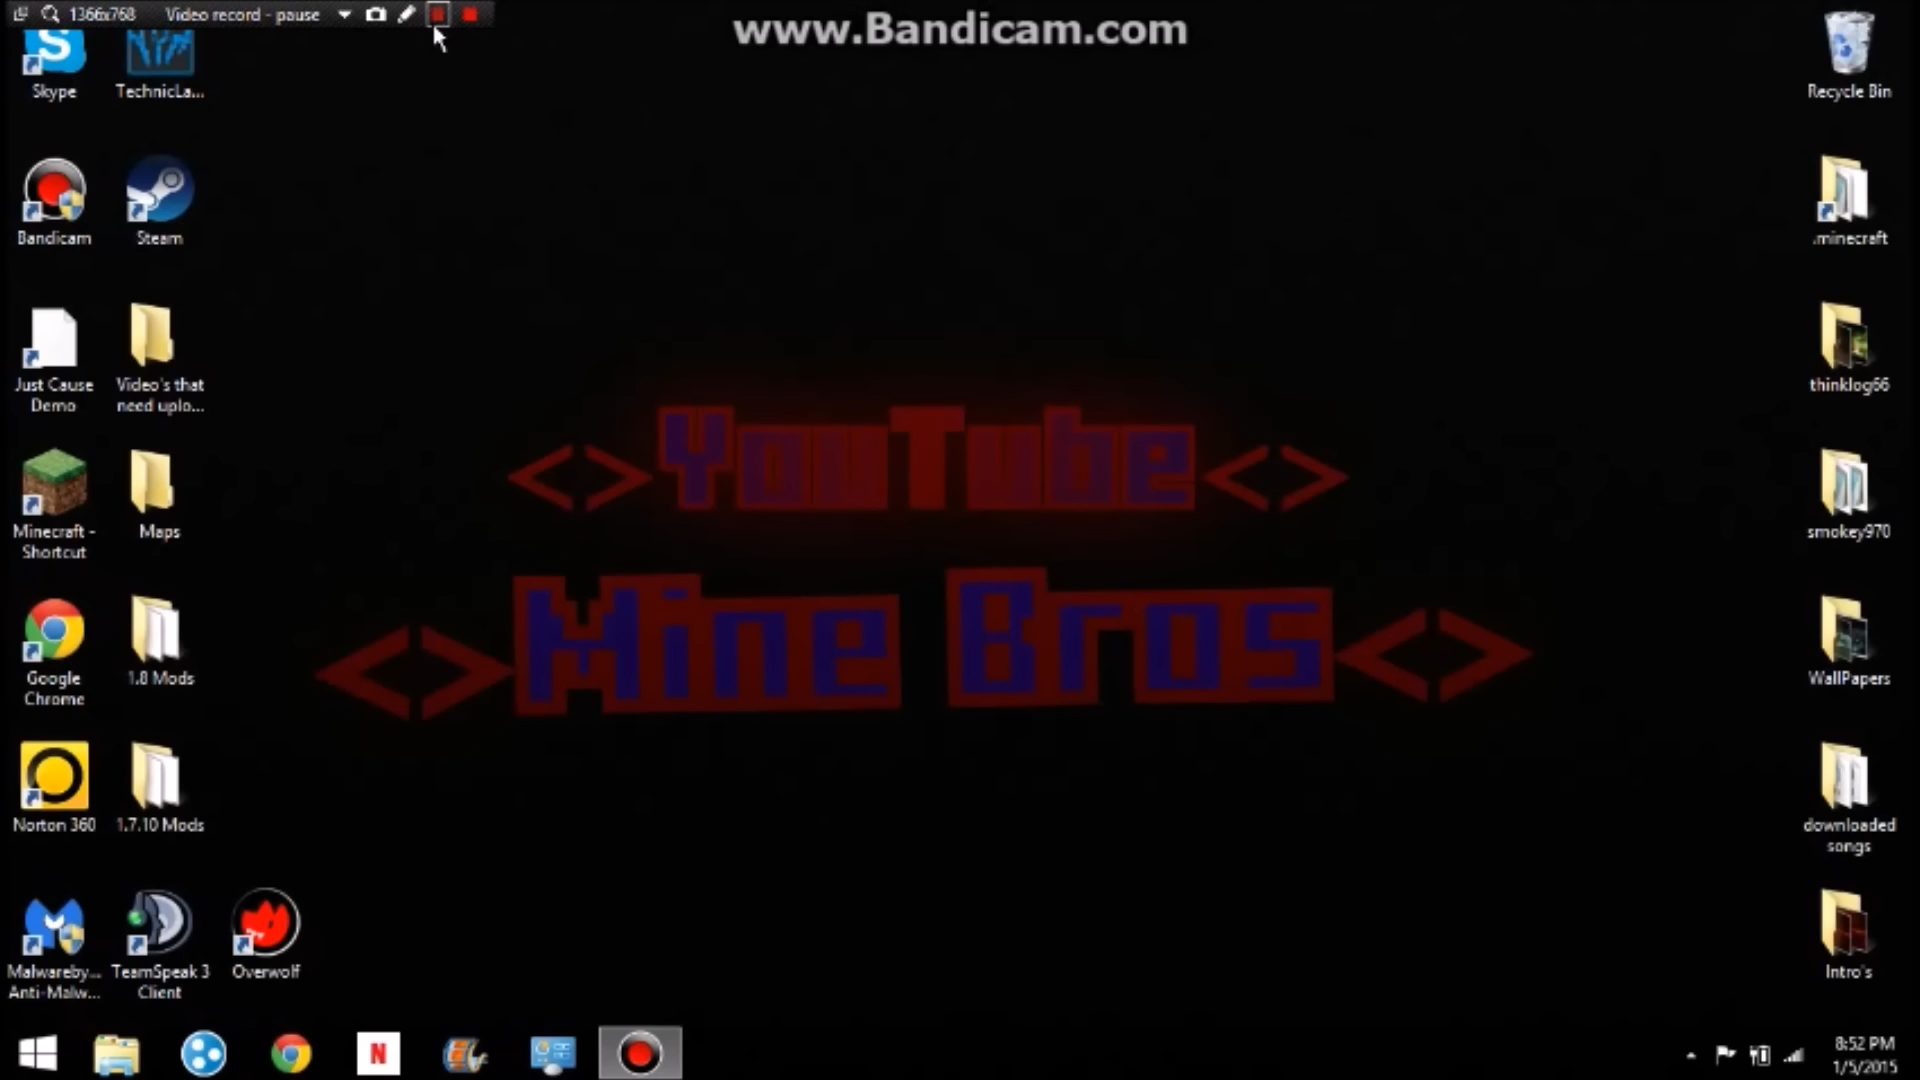 1366x768 Video record - pause
www.Bandicam.com
Skype
TechnicLa...
Recycle Bin
Bandicam
Steam
.minecraft
Just Cause
Demo
Video's that
need uplo...
thinklog66
YouTube
Minecraft -
Shortcut
Maps
smokey970
Mine Bros
Google
Chrome
1.8 Mods
WallPapers
Norton 360
1.7.10 Mods
downloaded
songs
Malwareby...
Anti-Malw...
TeamSpeak 3
Client
Overwolf
Intro's
N
8:52 PM
1/5/2015